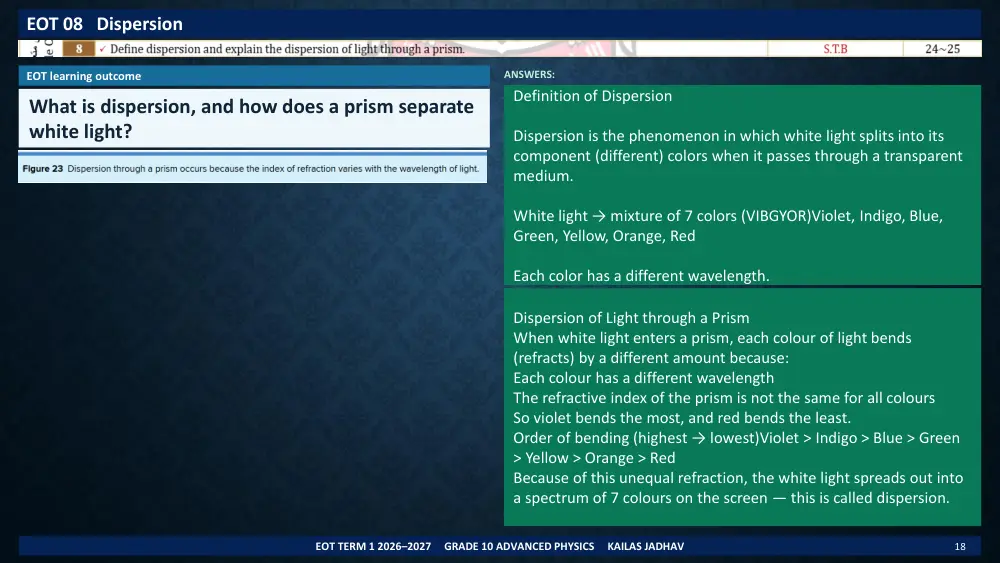 EOT 08 Dispersion
8 ✓ Define dispersion and explain the dispersion of light through a prism. S.T.B 24~25
EOT learning outcome
What is dispersion, and how does a prism separate
white light?
Figure 23 Dispersion through a prism occurs because the index of refraction varies with the wavelength of light.
ANSWERS:
Definition of Dispersion
Dispersion is the phenomenon in which white light splits into its
component (different) colors when it passes through a transparent
medium.
White light → mixture of 7 colors (VIBGYOR)Violet, Indigo, Blue,
Green, Yellow, Orange, Red
Each color has a different wavelength.
Dispersion of Light through a Prism
When white light enters a prism, each colour of light bends
(refracts) by a different amount because:
Each colour has a different wavelength
The refractive index of the prism is not the same for all colours
So violet bends the most, and red bends the least.
Order of bending (highest → lowest)Violet > Indigo > Blue > Green
> Yellow > Orange > Red
Because of this unequal refraction, the white light spreads out into
a spectrum of 7 colours on the screen — this is called dispersion.
EOT TERM 1 2026–2027 GRADE 10 ADVANCED PHYSICS KAILAS JADHAV
18